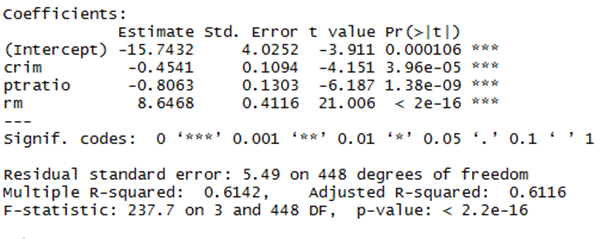 Coefficients:
Estimate Std. Error t value Pr(>|t|)
(Intercept) -15.7432 4.0252 -3.911 0.000106 ***
crim -0.4541 0.1094 -4.151 3.96e-05 ***
ptratio -0.8063 0.1303 -6.187 1.38e-09 ***
rm 8.6468 0.4116 21.006 < 2e-16 ***
---
Signif. codes: 0 ‘***’ 0.001 ‘**’ 0.01 ‘*’ 0.05 ‘.’ 0.1 ‘ ’ 1
Residual standard error: 5.49 on 448 degrees of freedom
Multiple R-squared: 0.6142, Adjusted R-squared: 0.6116
F-statistic: 237.7 on 3 and 448 DF, p-value: < 2.2e-16